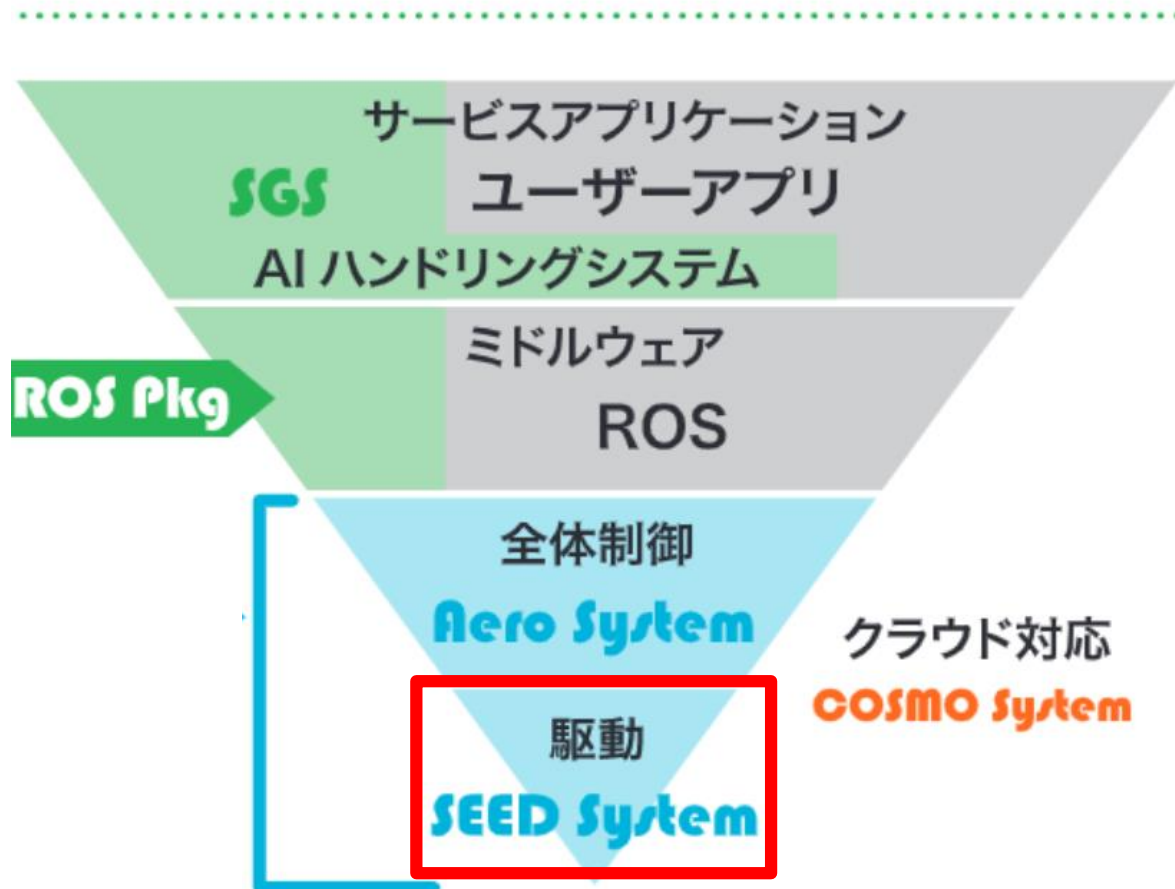 サービスアプリケーション
SGS ユーザーアプリ
AI ハンドリングシステム
ミドルウェア
ROS Pkg
ROS
全体制御
Aero System
クラウド対応
COSMO System
駆動
SEED System